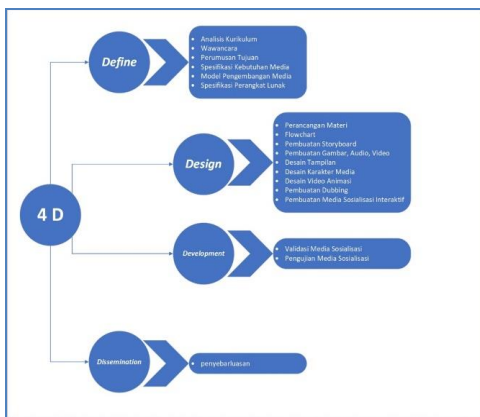 Define
Analisis Kurikulum
Wawancara
Perumusan Tujuan
Spesifikasi Kebutuhan Media
Model Pengembangan Media
Spesifikasi Perangkat Lunak
Design
Perancangan Materi
Flowchart
Pembuatan Storyboard
Pembuatan Gambar, Audio, Video
Desain Tampilan
Desain Karakter Media
Desain Video Animasi
Pembuatan Dubbing
Pembuatan Media Sosialisasi Interaktif
4 D
Development
Validasi Media Sosialisasi
Pengujian Media Sosialisasi
Dissemination
penyebarluasan